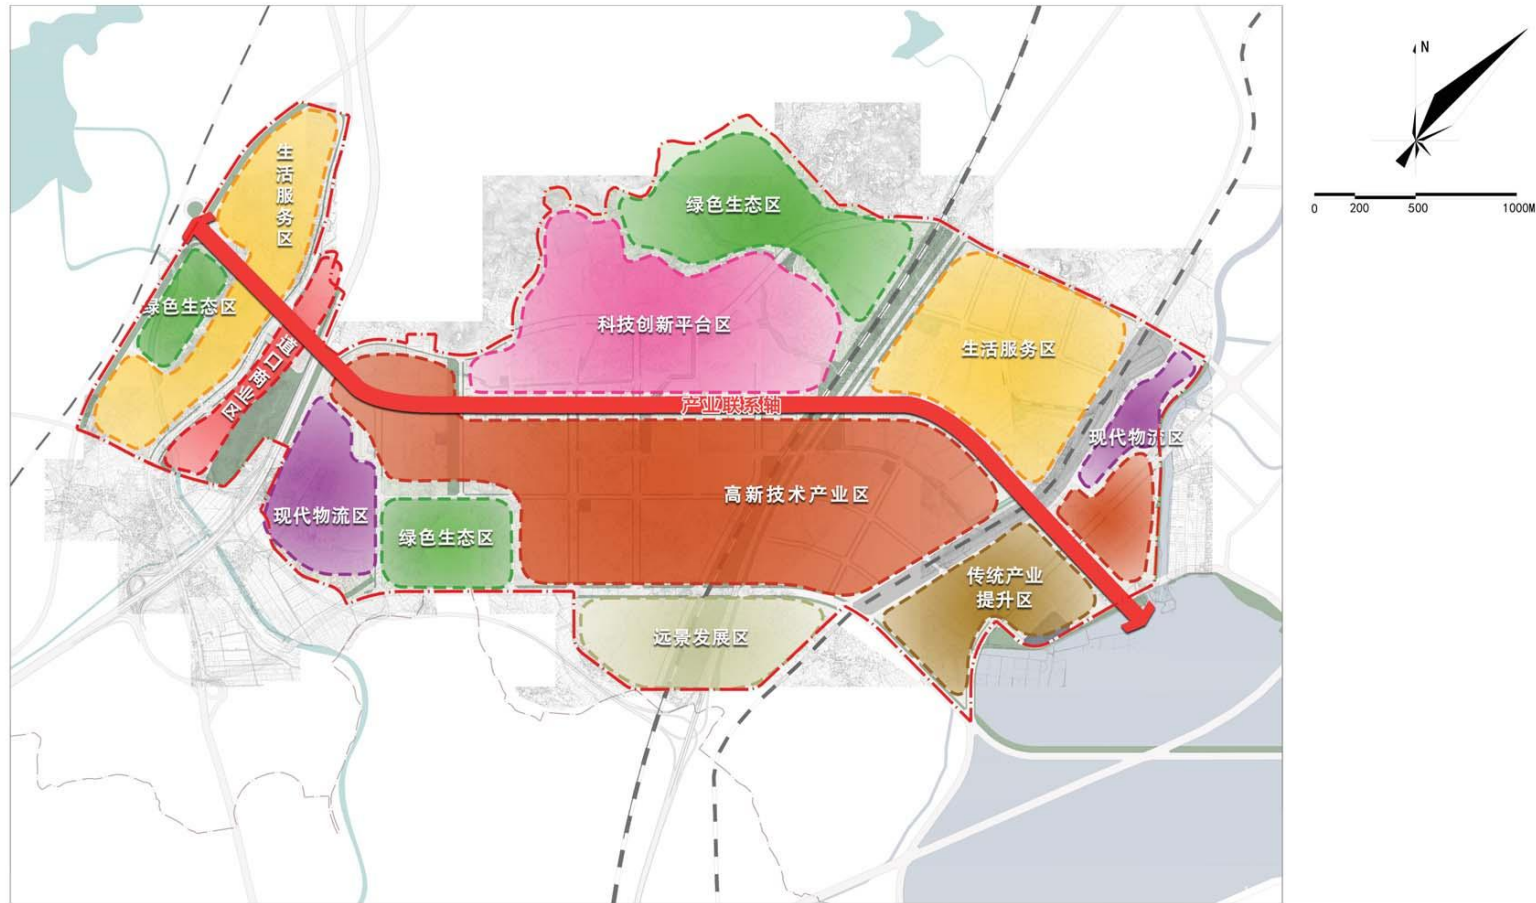 N
0 200 500 1000M
生活服务区
绿色生态区
绿色生态区
科技创新平台区
道口商业区
生活服务区
产业联系轴
现代物流区
高新技术产业区
现代物流区
绿色生态区
传统产业
提升区
远景发展区